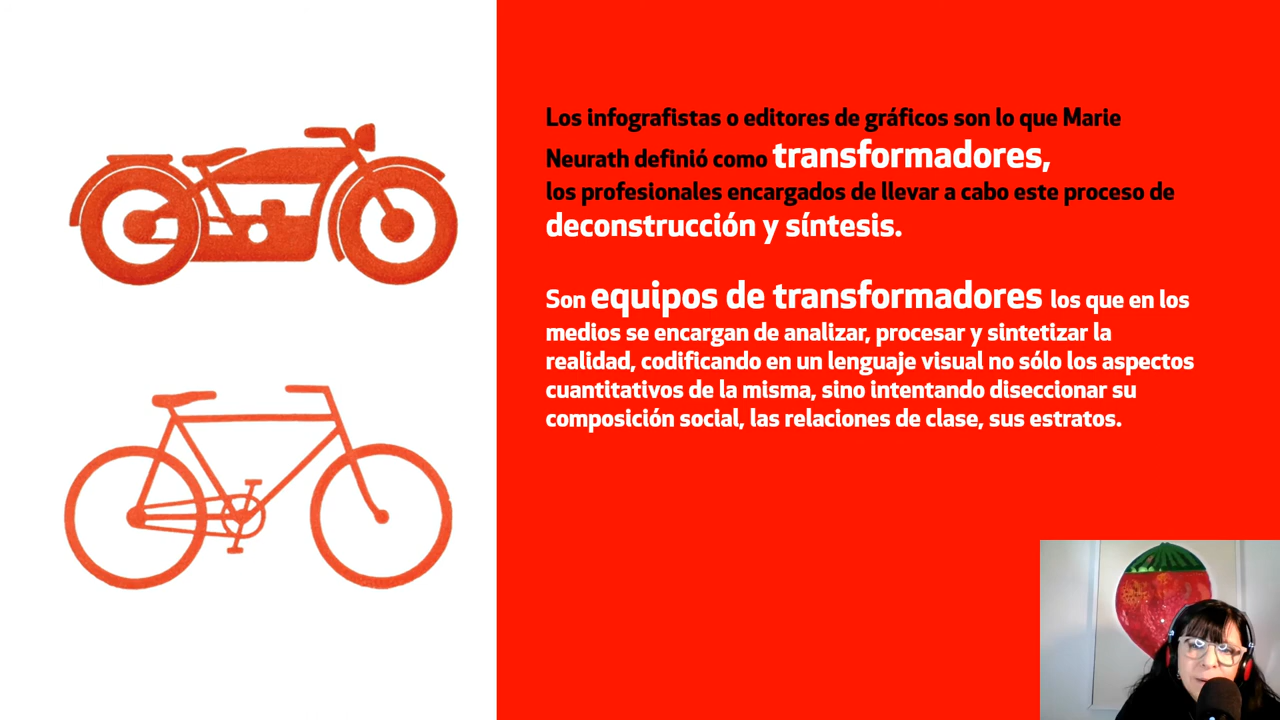 Los infografistas o editores de gráficos son lo que Marie
Neurath definió como transformadores,
los profesionales encargados de llevar a cabo este proceso de
deconstrucción y síntesis.
Son equipos de transformadores los que en los
medios se encargan de analizar, procesar y sintetizar la
realidad, codificando en un lenguaje visual no sólo los aspectos
cuantitativos de la misma, sino intentando diseccionar su
composición social, las relaciones de clase, sus estratos.